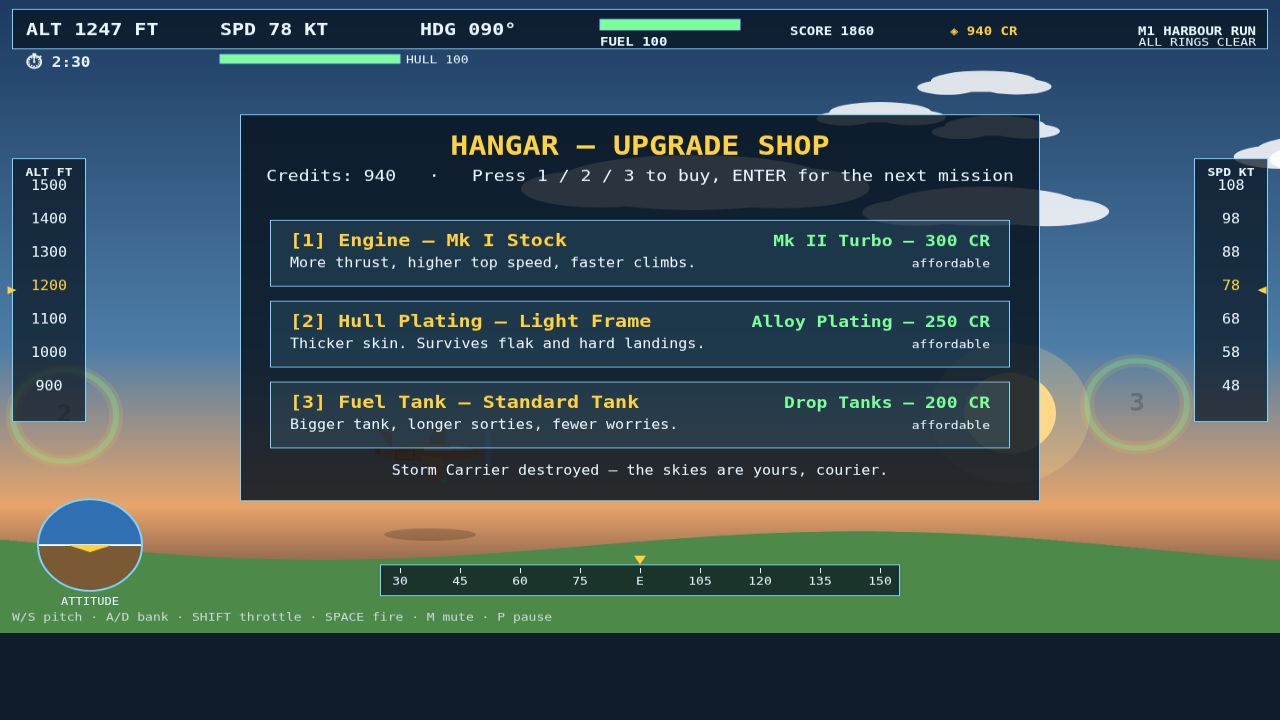 ALT 1247 FT SPD 78 KT HDG 090° FUEL 100 SCORE 1860 ◈ 940 CR M1 HARBOUR RUN
ALL RINGS CLEAR
⏱ 2:30 HULL 100
HANGAR — UPGRADE SHOP
Credits: 940 · Press 1 / 2 / 3 to buy, ENTER for the next mission
[1] Engine — Mk I Stock Mk II Turbo — 300 CR
More thrust, higher top speed, faster climbs. affordable
[2] Hull Plating — Light Frame Alloy Plating — 250 CR
Thicker skin. Survives flak and hard landings. affordable
[3] Fuel Tank — Standard Tank Drop Tanks — 200 CR
Bigger tank, longer sorties, fewer worries. affordable
Storm Carrier destroyed — the skies are yours, courier.
ALT FT
1500
1400
1300
1200
1100
1000
900
2
SPD KT
108
98
88
78
68
58
48
3
30 45 60 75 E 105 120 135 150
ATTITUDE
W/S pitch · A/D bank · SHIFT throttle · SPACE fire · M mute · P pause